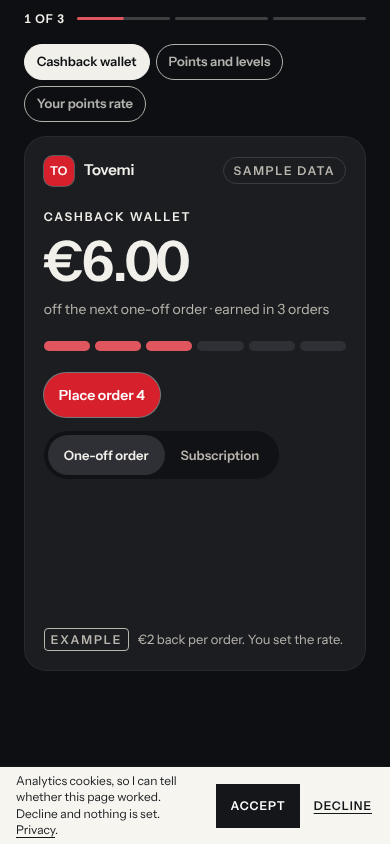 1 OF 3
Cashback wallet
Points and levels
Your points rate
TO
Tovemi
SAMPLE DATA
CASHBACK WALLET
€6.00
off the next one-off order · earned in 3 orders
Place order 4
One-off order
Subscription
EXAMPLE
€2 back per order. You set the rate.
Analytics cookies, so I can tell
whether this page worked.
Decline and nothing is set.
Privacy.
ACCEPT
DECLINE